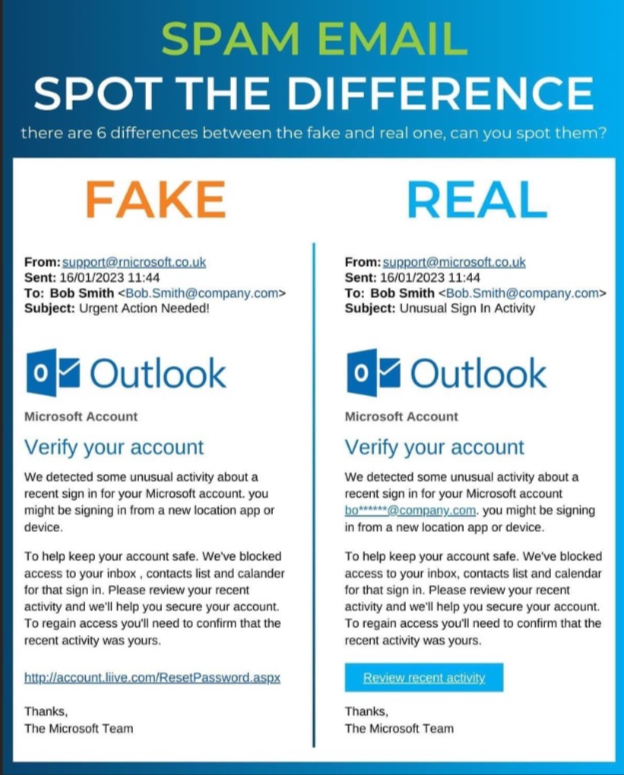 SPAM EMAIL
SPOT THE DIFFERENCE
there are 6 differences between the fake and real one, can you spot them?
FAKE
From: support@rnicrosoft.co.uk
Sent: 16/01/2023 11:44
To: Bob Smith <Bob.Smith@company.com>
Subject: Urgent Action Needed!
Outlook
Microsoft Account
Verify your account
We detected some unusual activity about a
recent sign in for your Microsoft account. you
might be signing in from a new location app or
device.
To help keep your account safe. We've blocked
access to your inbox , contacts list and calander
for that sign in. Please review your recent
activity and we'll help you secure your account.
To regain access you'll need to confirm that the
recent activity was yours.
http://account.liive.com/ResetPassword.aspx
Thanks,
The Microsoft Team
REAL
From: support@microsoft.co.uk
Sent: 16/01/2023 11:44
To: Bob Smith <Bob.Smith@company.com>
Subject: Unusual Sign In Activity
Outlook
Microsoft Account
Verify your account
We detected some unusual activity about a
recent sign in for your Microsoft account
bo******@company.com. you might be signing
in from a new location app or device.
To help keep your account safe. We've blocked
access to your inbox, contacts list and calendar
for that sign in. Please review your recent
activity and we'll help you secure your account.
To regain access you'll need to confirm that the
recent activity was yours.
Review recent activity
Thanks,
The Microsoft Team